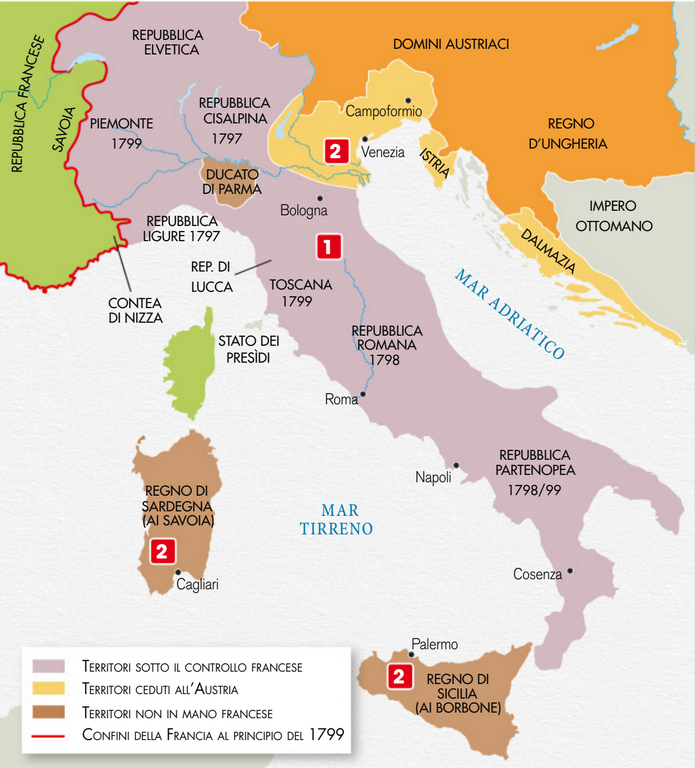 REPUBBLICA FRANCESE
SAVOIA
REPUBBLICA
ELVETICA
DOMINI AUSTRIACI
PIEMONTE
1799
REPUBBLICA
CISALPINA
1797
Campoformio
2
Venezia
ISTRIA
REGNO
D'UNGHERIA
DUCATO
DI PARMA
Bologna
IMPERO
OTTOMANO
REPUBBLICA
LIGURE 1797
1
DALMAZIA
REP. DI
LUCCA
TOSCANA
1799
CONTEA
DI NIZZA
MAR ADRIATICO
STATO DEI
PRESÌDI
REPUBBLICA
ROMANA
1798
Roma
REPUBBLICA
PARTENOPEA
1798/99
Napoli
REGNO DI
SARDEGNA
(AI SAVOIA)
2
Cagliari
MAR
TIRRENO
Cosenza
Palermo
2
REGNO DI
SICILIA
(AI BORBONE)
TERRITORI SOTTO IL CONTROLLO FRANCESE
TERRITORI CEDUTI ALL'AUSTRIA
TERRITORI NON IN MANO FRANCESE
CONFINI DELLA FRANCIA AL PRINCIPIO DEL 1799